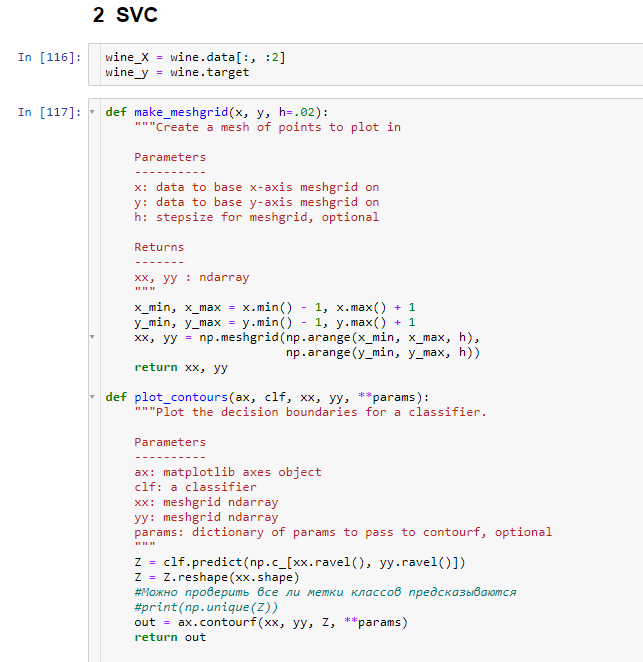 2 SVC
In [116]:
wine_X = wine.data[:, :2]
wine_y = wine.target
In [117]:
def make_meshgrid(x, y, h=.02):
    """Create a mesh of points to plot in

    Parameters
    ----------
    x: data to base x-axis meshgrid on
    y: data to base y-axis meshgrid on
    h: stepsize for meshgrid, optional

    Returns
    -------
    xx, yy : ndarray
    """
    x_min, x_max = x.min() - 1, x.max() + 1
    y_min, y_max = y.min() - 1, y.max() + 1
    xx, yy = np.meshgrid(np.arange(x_min, x_max, h),
                         np.arange(y_min, y_max, h))
    return xx, yy

def plot_contours(ax, clf, xx, yy, **params):
    """Plot the decision boundaries for a classifier.

    Parameters
    ----------
    ax: matplotlib axes object
    clf: a classifier
    xx: meshgrid ndarray
    yy: meshgrid ndarray
    params: dictionary of params to pass to contourf, optional
    """
    Z = clf.predict(np.c_[xx.ravel(), yy.ravel()])
    Z = Z.reshape(xx.shape)
    #Можно проверить все ли метки классов предсказываются
    #print(np.unique(Z))
    out = ax.contourf(xx, yy, Z, **params)
    return out